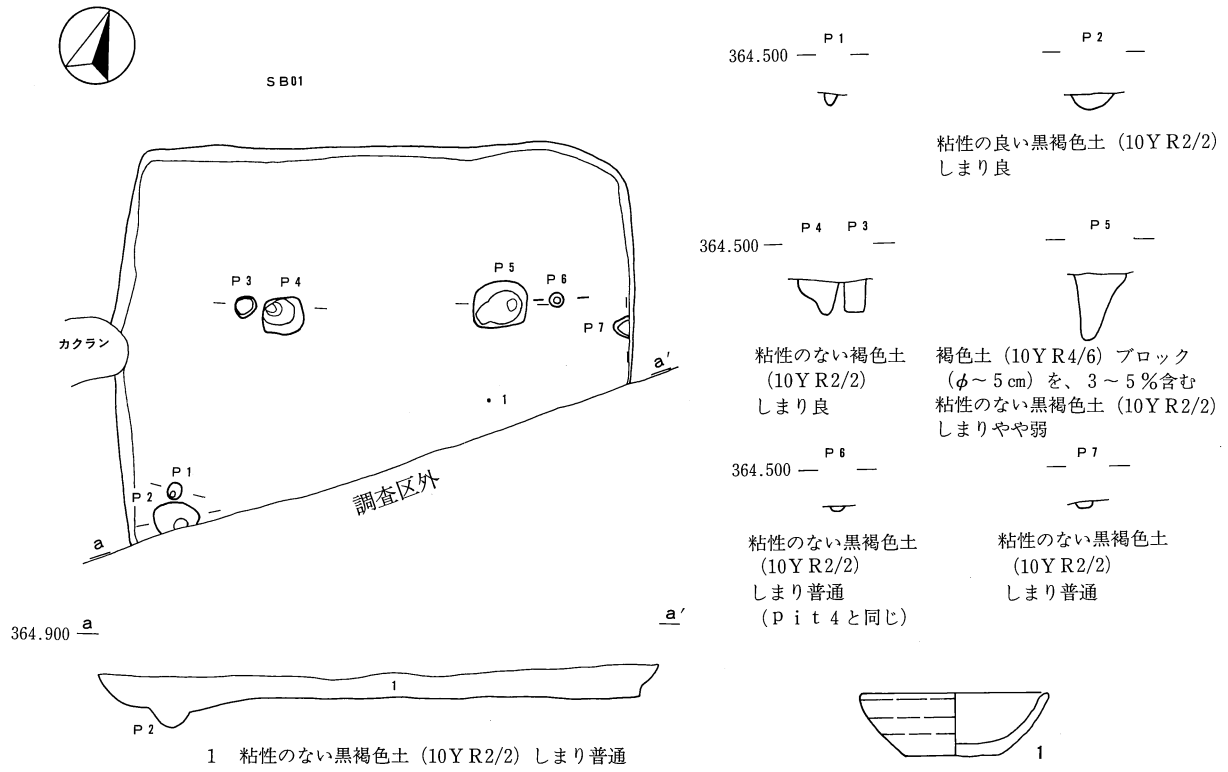 SB01
P3
P4
P5
P6
P7
カクラン
a'
1
P1
P2
調査区外
a
364.900 a
a'
1
P2
1 粘性のない黒褐色土 (10YR2/2) しまり普通
364.500
P1
P2
粘性の良い黒褐色土 (10YR2/2)
しまり良
364.500
P4 P3
P5
粘性のない褐色土
(10YR2/2)
しまり良
褐色土 (10YR4/6) ブロック
(φ~5㎝) を、3~5%含む
粘性のない黒褐色土 (10YR2/2)
しまりやや弱
364.500
P6
P7
粘性のない黒褐色土
(10YR2/2)
しまり普通
(pit4と同じ)
粘性のない黒褐色土
(10YR2/2)
しまり普通
1